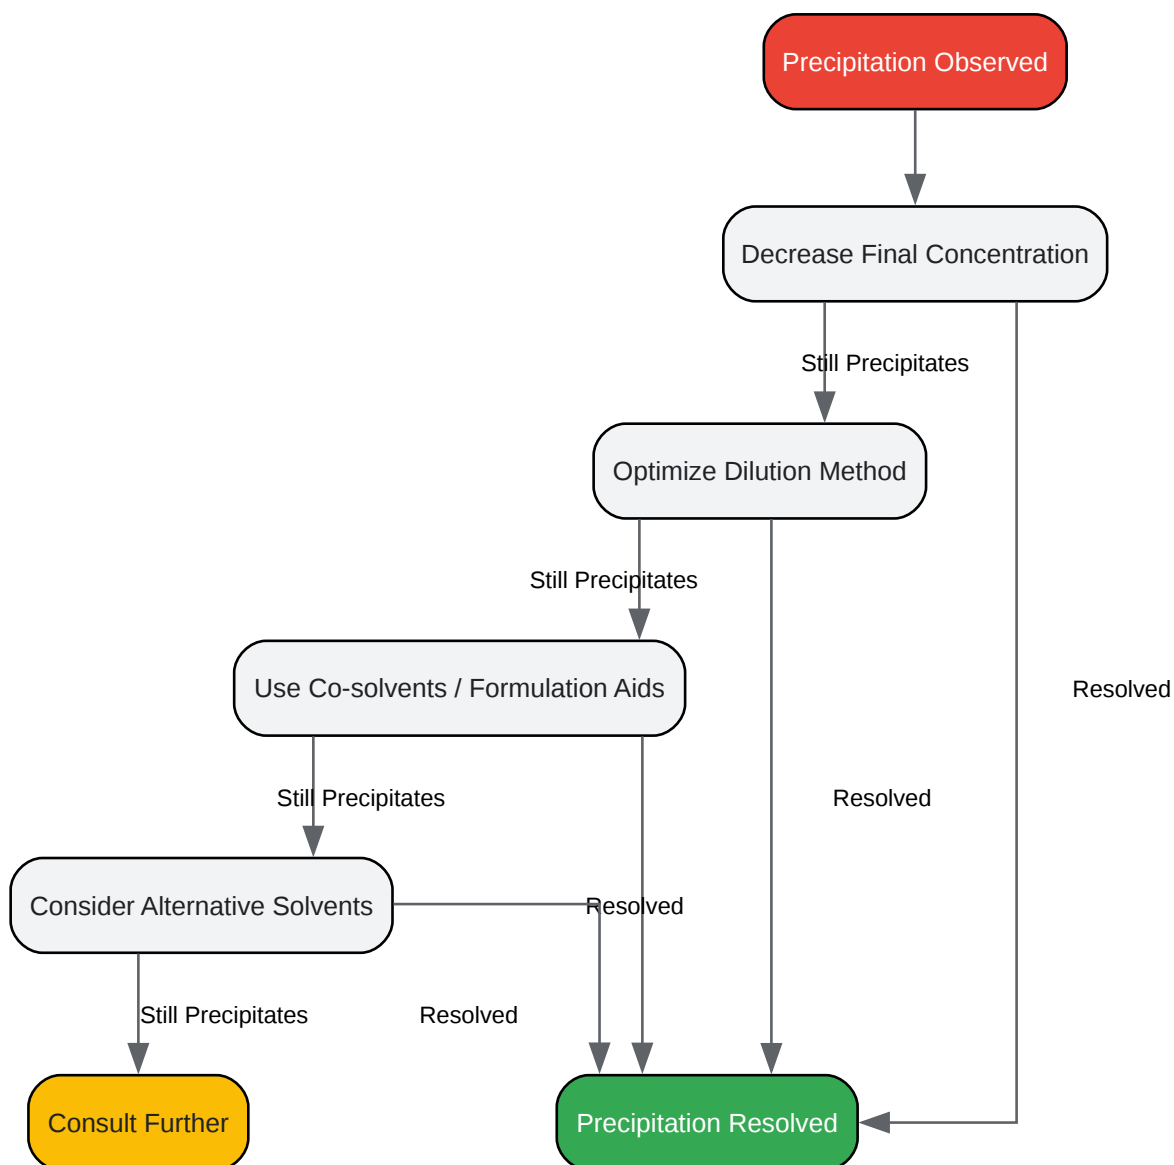 Precipitation Observed
Decrease Final Concentration
Still Precipitates
Optimize Dilution Method
Still Precipitates
Use Co-solvents / Formulation Aids
Resolved
Still Precipitates
Resolved
Consider Alternative Solvents
Resolved
Still Precipitates
Resolved
Consult Further
Precipitation Resolved